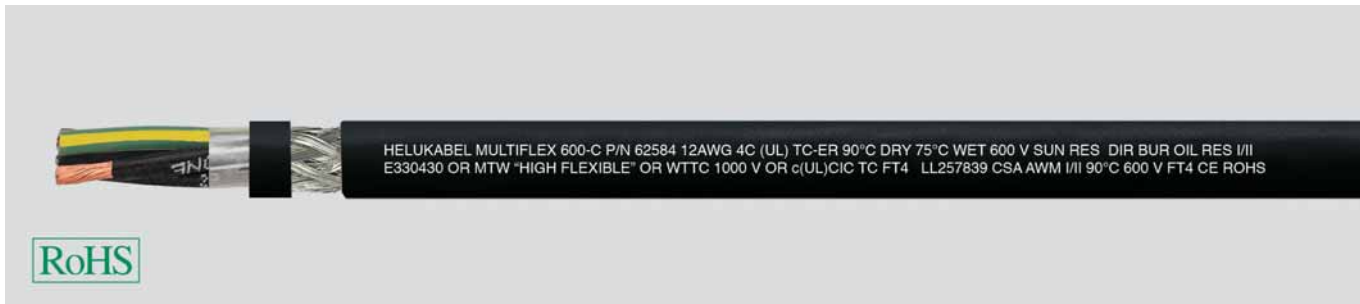 HELUKABEL MULTIFLEX 600-C P/N 62584 12AWG 4C (UL) TC-ER 90°C DRY 75°C WET 600 V SUN RES DIR BUR OIL RES I/II
E330430 OR MTW “HIGH FLEXIBLE” OR WTTC 1000 V OR c(UL)CIC TC FT4 LL257839 CSA AWM I/II 90°C 600 V FT4 CE ROHS
RoHS